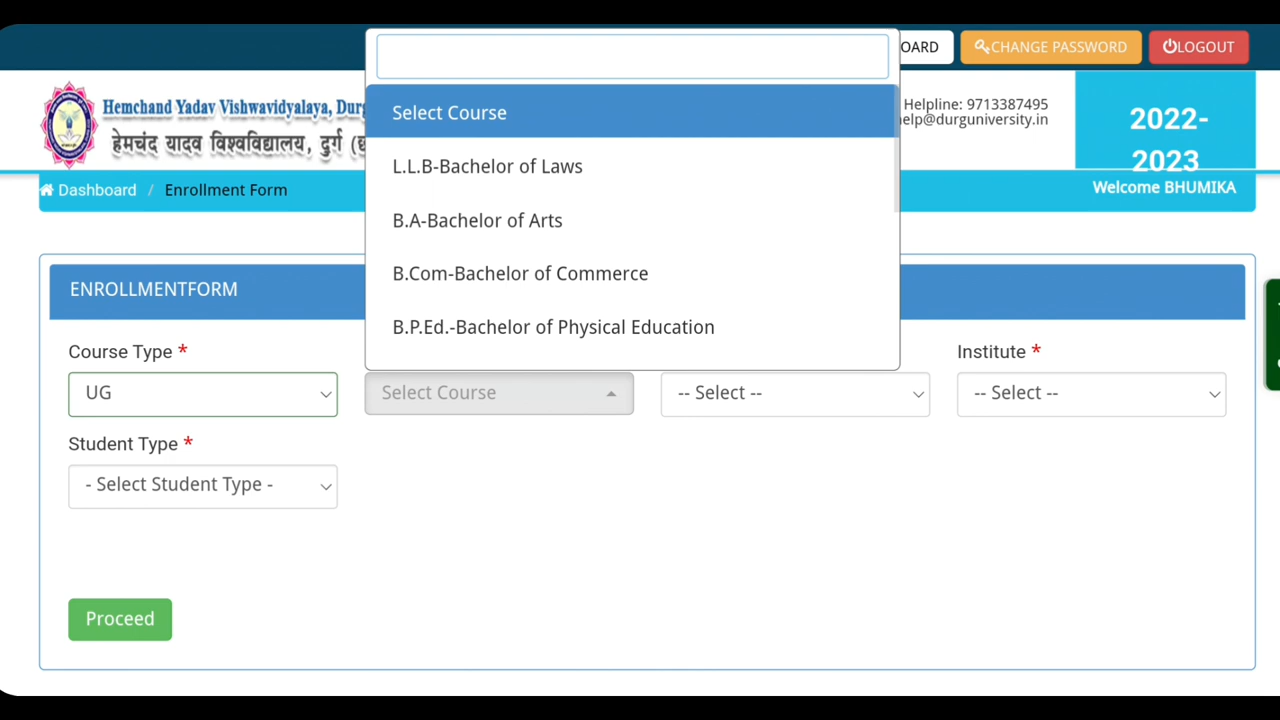 OARD
CHANGE PASSWORD
LOGOUT
Hemchand Yadav Vishwavidyalaya, Durg
हेमचंद यादव विश्वविद्यालय, दुर्ग (छ
Helpline: 9713387495
help@durguniversity.in
2022-
2023
Dashboard / Enrollment Form
Welcome BHUMIKA
Select Course
L.L.B-Bachelor of Laws
B.A-Bachelor of Arts
B.Com-Bachelor of Commerce
B.P.Ed.-Bachelor of Physical Education
ENROLLMENTFORM
Course Type *
Institute *
UG
Select Course
-- Select --
-- Select --
Student Type *
- Select Student Type -
Proceed